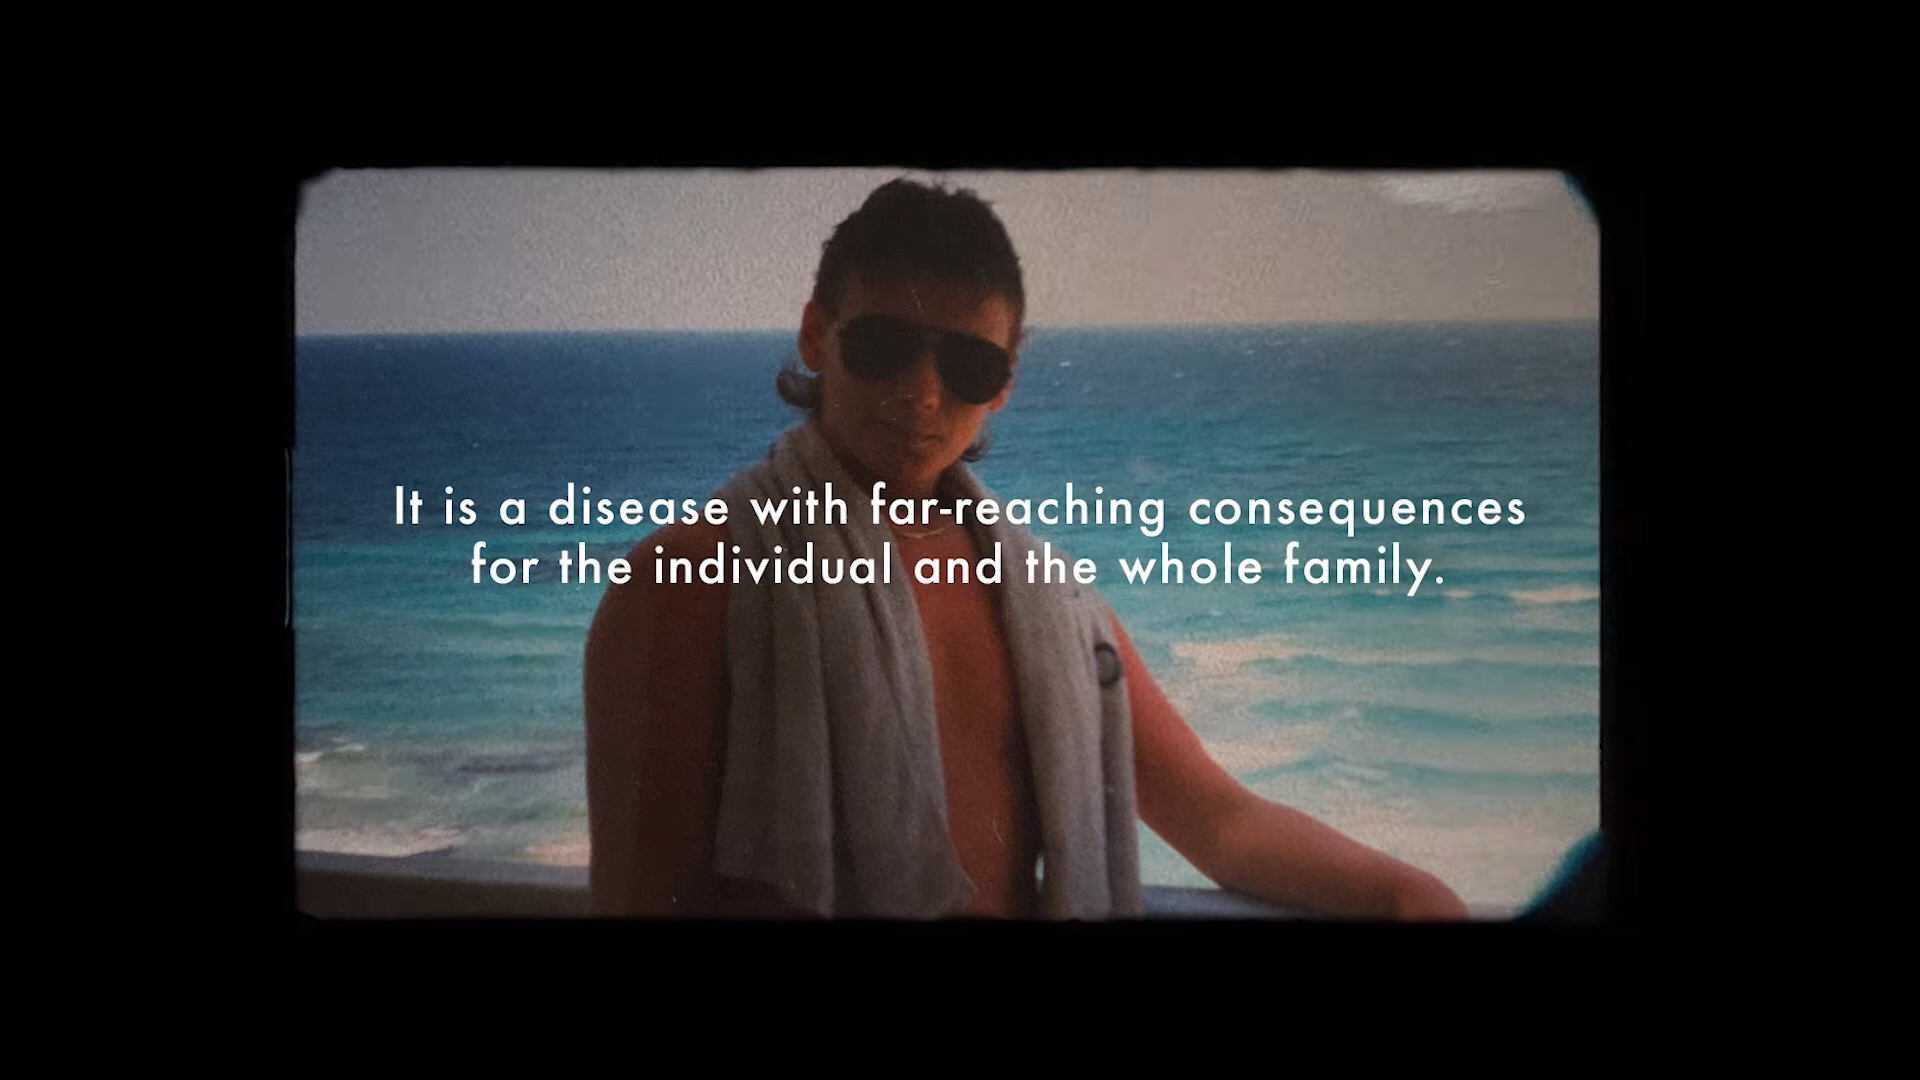 It is a disease with far-reaching consequences
for the individual and the whole family.